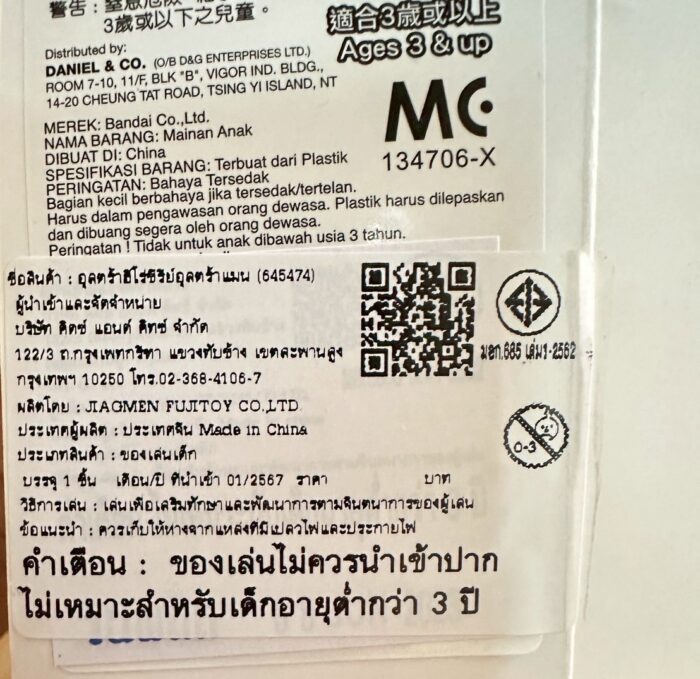 警告：窒息危險
3歲或以下之兒童。
適合3歲或以上
Ages 3 & up
Distributed by:
DANIEL & CO. (O/B D&G ENTERPRISES LTD.)
ROOM 7-10, 11/F, BLK "B", VIGOR IND. BLDG.,
14-20 CHEUNG TAT ROAD, TSING YI ISLAND, NT
MC
134706-X
MEREK: Bandai Co.,Ltd.
NAMA BARANG: Mainan Anak
DIBUAT DI: China
SPESIFIKASI BARANG: Terbuat dari Plastik
PERINGATAN: Bahaya Tersedak
Bagian kecil berbahaya jika tersedak/tertelan.
Harus dalam pengawasan orang dewasa. Plastik harus dilepaskan
dan dibuang segera oleh orang dewasa.
Peringatan ! Tidak untuk anak dibawah usia 3 tahun.
ชื่อสินค้า : อุลตร้าฮีโร่ซีรีย์อุลตร้าแมน (645474)
ผู้นำเข้าและจัดจำหน่าย
บริษัท คิตซ์ แอนด์ คิทซ์ จำกัด
122/3 ถ.กรุงเทพกรีฑา แขวงทับช้าง เขตสะพานสูง
กรุงเทพฯ 10250 โทร.02-368-4106-7
มอก.685 เล่ม1-2562
ผลิตโดย : JIAGMEN FUJITOY CO.,LTD
ประเทศผู้ผลิต : ประเทศจีน Made in China
ประเภทสินค้า : ของเล่นเด็ก
0-3
บรรจุ 1 ชิ้น เดือน/ปี ที่นำเข้า 01/2567 ราคา บาท
วิธีการเล่น : เล่นเพื่อเสริมทักษะและพัฒนาการตามจินตนาการของผู้เล่น
ข้อแนะนำ : ควรเก็บให้ห่างจากแหล่งที่มีเปลวไฟและประกายไฟ
คำเตือน : ของเล่นไม่ควรนำเข้าปาก
ไม่เหมาะสำหรับเด็กอายุต่ำกว่า 3 ปี